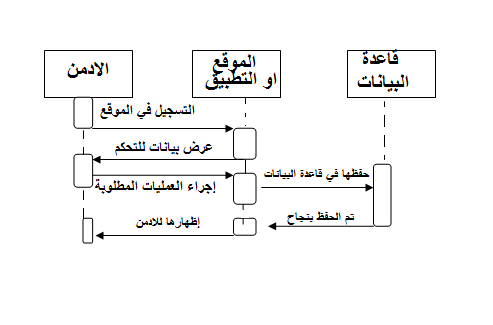 الادمن
الموقع
او التطبيق
قاعدة
البيانات
التسجيل في الموقع
عرض بيانات للتحكم
إجراء العمليات المطلوبة
حفظها في قاعدة البيانات
تم الحفظ بنجاح
إظهارها للادمن